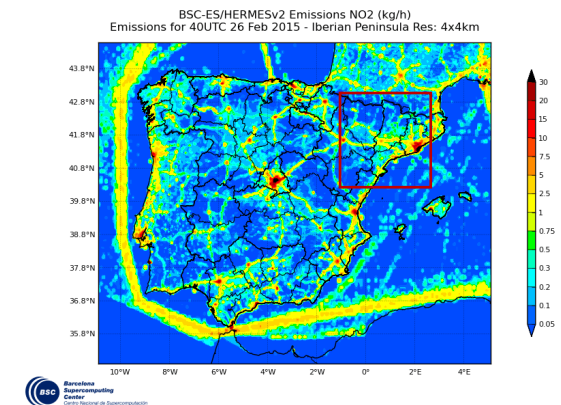 BSC-ES/HERMESv2 Emissions NO2 (kg/h)
Emissions for 40UTC 26 Feb 2015 - Iberian Peninsula Res: 4x4km
43.8°N
42.8°N
41.8°N
40.8°N
39.8°N
38.8°N
37.8°N
36.8°N
35.8°N
10°W
8°W
6°W
4°W
2°W
0°
2°E
4°E
30
20
15
10
7.5
5
2.5
1
0.75
0.5
0.3
0.2
0.1
0.05
BSC
Barcelona
Supercomputing
Center
Centro Nacional de Supercomputación